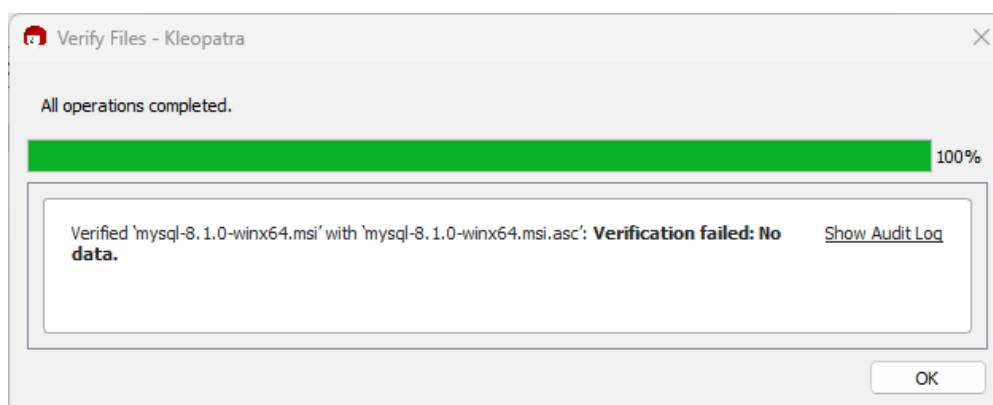 Verify Files - Kleopatra
All operations completed.
100%
Verified 'mysql-8.1.0-winx64.msi' with 'mysql-8.1.0-winx64.msi.asc': Verification failed: No
data.
Show Audit Log
OK